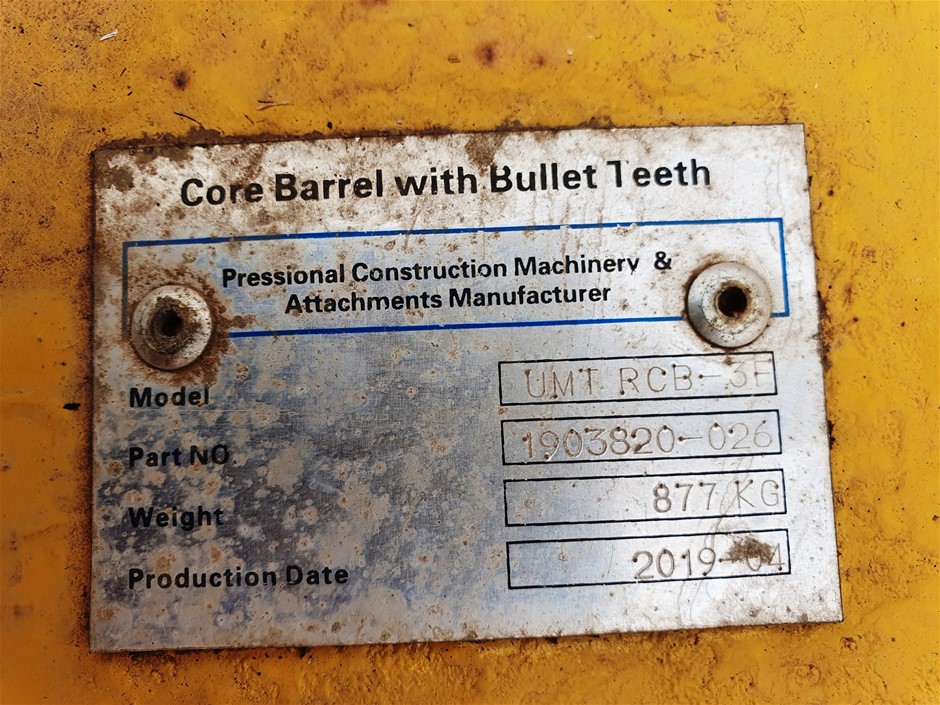 Core Barrel with Bullet Teeth
Pressional Construction Machinery &
Attachments Manufacturer
Model UMT RCB-3F
Part NO. 1903820-026
Weight 877 KG
Production Date 2019-04